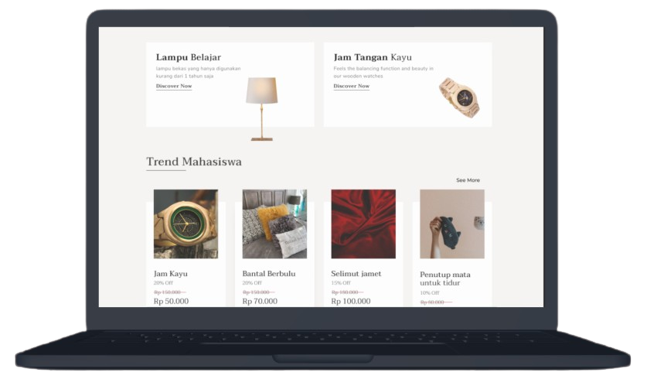 Lampu Belajar
lampu bekas yang hanya digunakan
kurang dari 1 tahun saja
Discover Now
Jam Tangan Kayu
Feels the balancing function and beauty in
our wooden watches
Discover Now
Trend Mahasiswa
See More
Jam Kayu
20% Off
Rp 150.000
Rp 50.000
Bantal Berbulu
20% Off
Rp 150.000
Rp 70.000
Selimut jamet
15% Off
Rp 70.000
Rp 100.000
Penutup mata
untuk tidur
10% Off
Rp 90.000